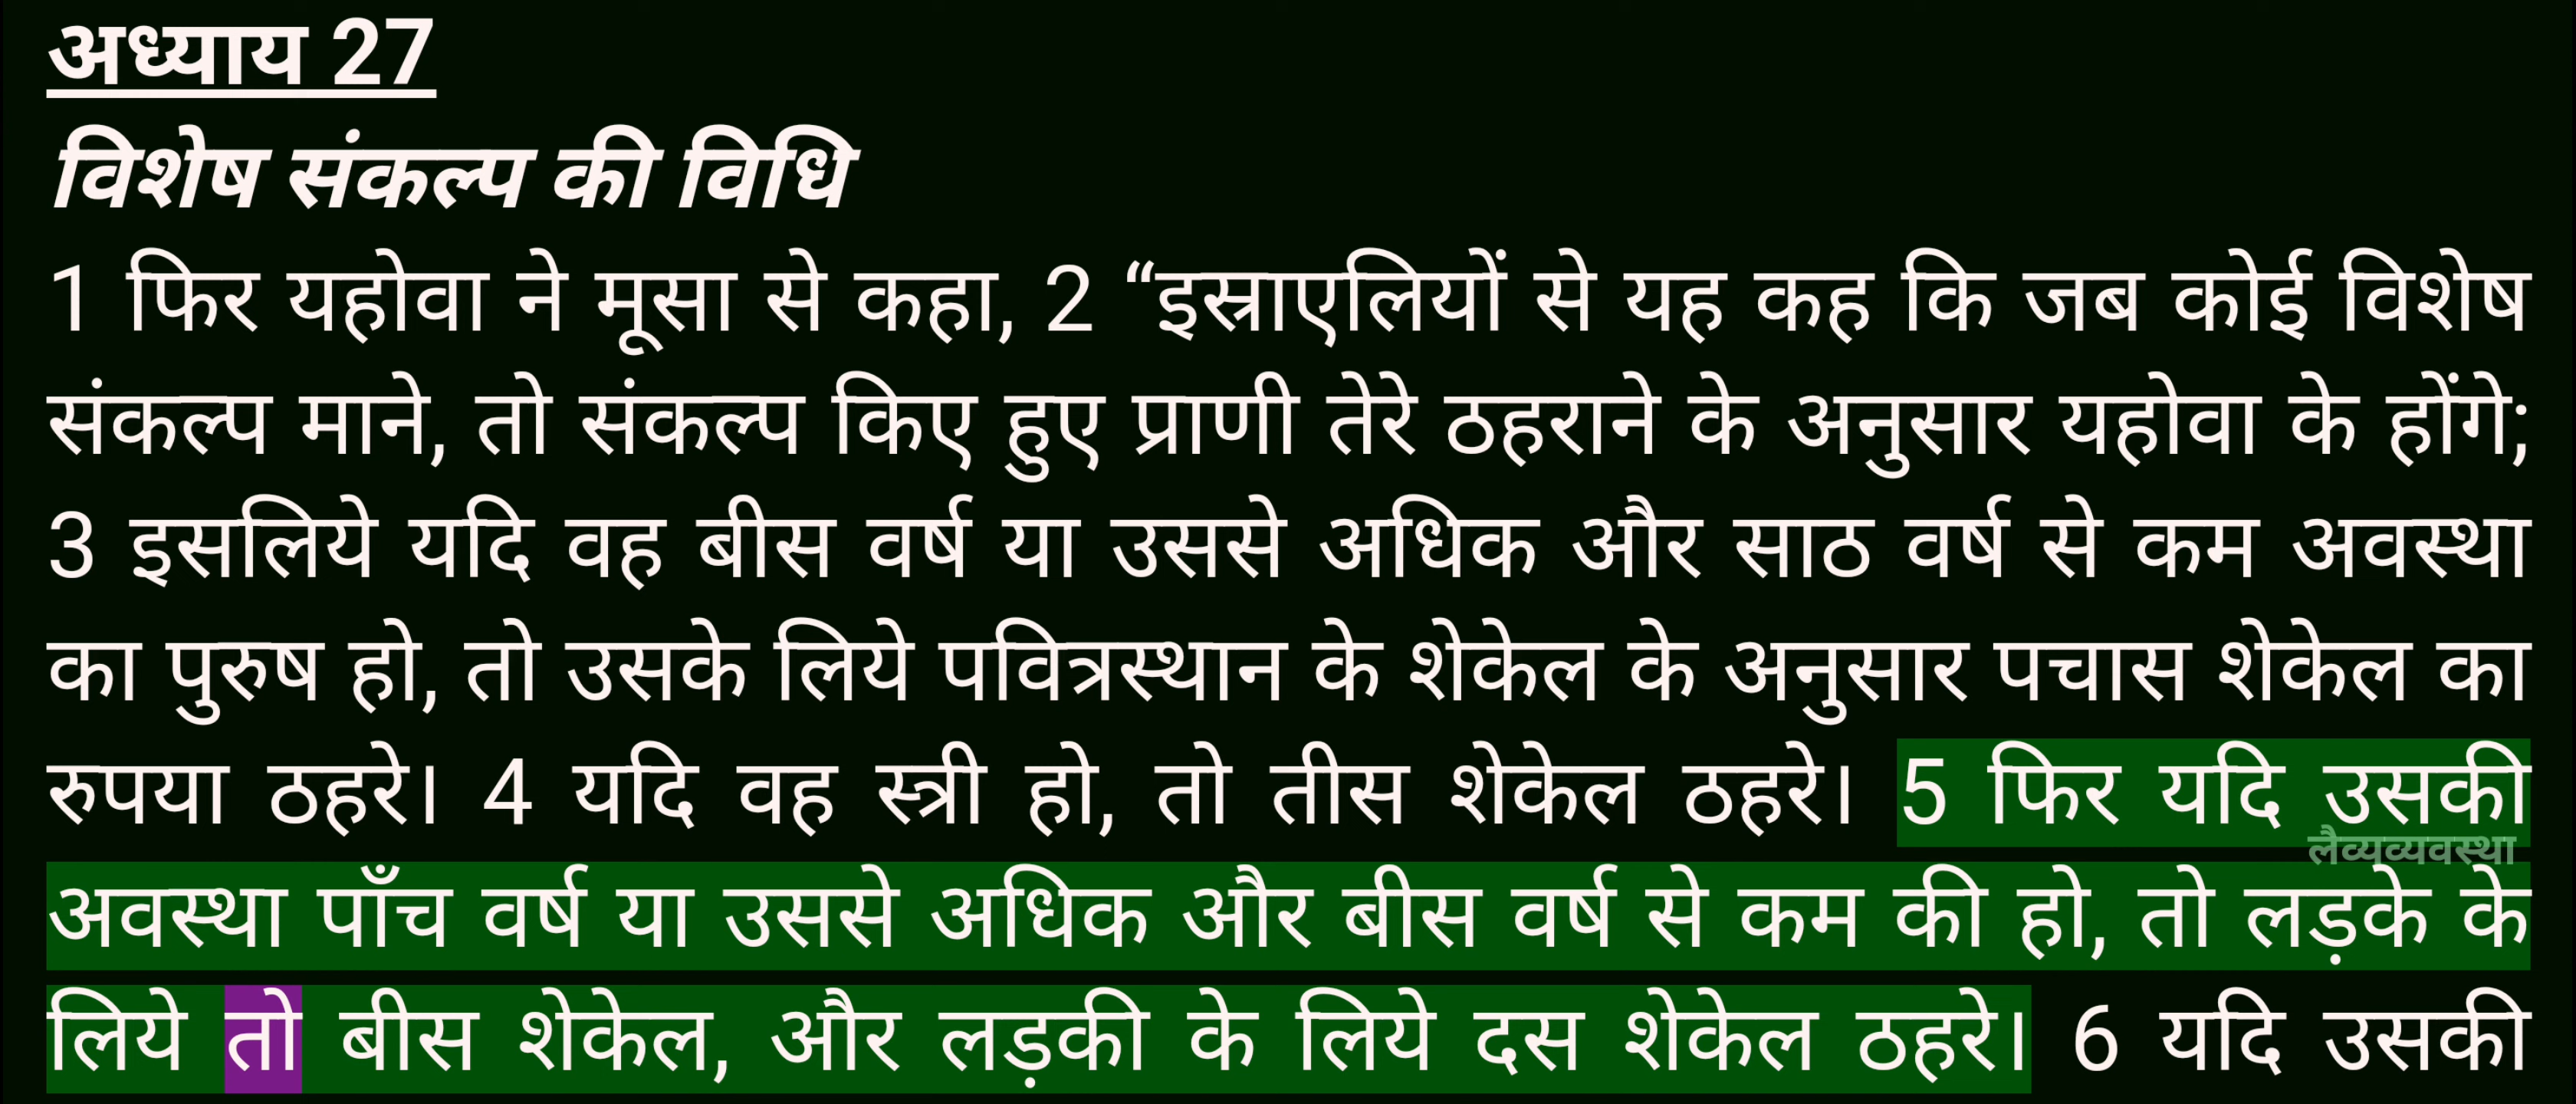 अध्याय 27
विशेष संकल्प की विधि
1 फिर यहोवा ने मूसा से कहा, 2 “इस्राएलियों से यह कह कि जब कोई विशेष
संकल्प माने, तो संकल्प किए हुए प्राणी तेरे ठहराने के अनुसार यहोवा के होंगे;
3 इसलिये यदि वह बीस वर्ष या उससे अधिक और साठ वर्ष से कम अवस्था
का पुरुष हो, तो उसके लिये पवित्रस्थान के शेकेल के अनुसार पचास शेकेल का
रुपया ठहरे। 4 यदि वह स्त्री हो, तो तीस शेकेल ठहरे। 5 फिर यदि उसकी
लैव्यव्यवस्था
अवस्था पाँच वर्ष या उससे अधिक और बीस वर्ष से कम की हो, तो लड़के के
लिये तो बीस शेकेल, और लड़की के लिये दस शेकेल ठहरे। 6 यदि उसकी